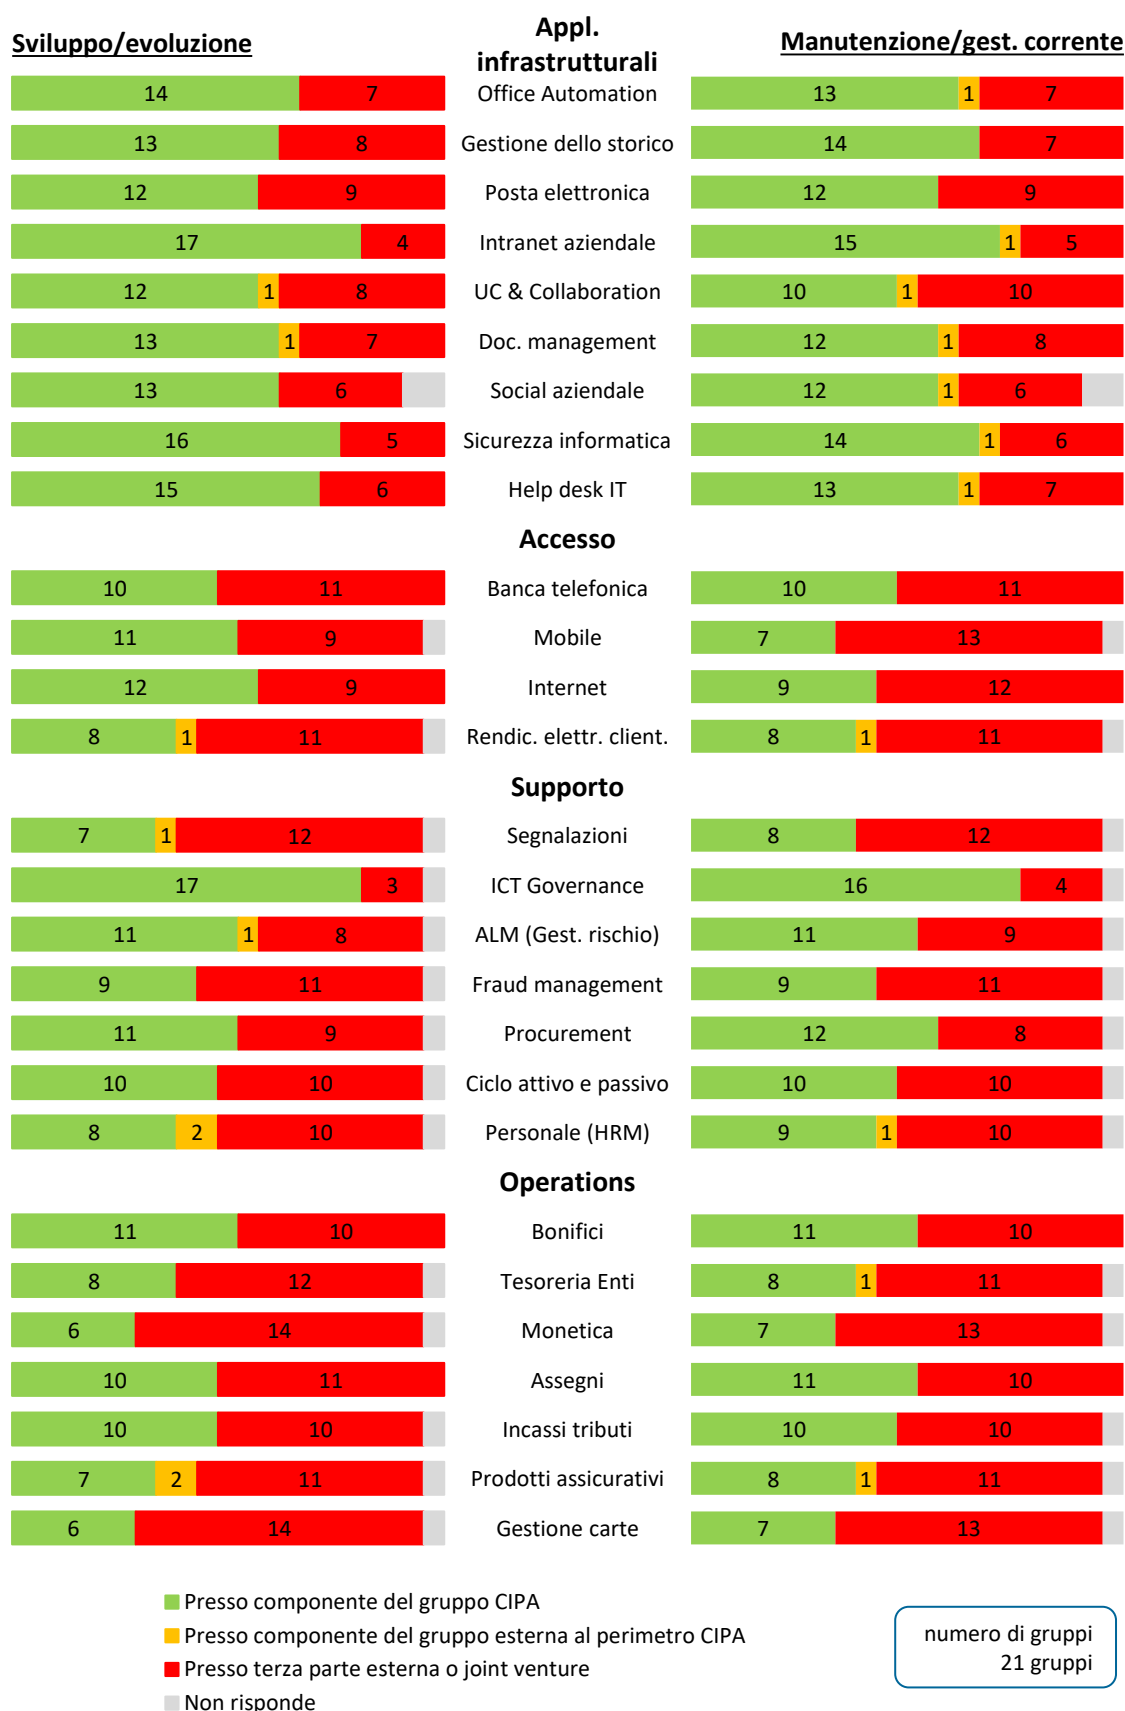 Sviluppo/evoluzione
Appl.
infrastrutturali
Manutenzione/gest. corrente
14 7 Office Automation 13 1 7
13 8 Gestione dello storico 14 7
12 9 Posta elettronica 12 9
17 4 Intranet aziendale 15 1 5
12 1 8 UC & Collaboration 10 1 10
13 1 7 Doc. management 12 1 8
13 6 Social aziendale 12 1 6
16 5 Sicurezza informatica 14 1 6
15 6 Help desk IT 13 1 7
Accesso
10 11 Banca telefonica 10 11
11 9 Mobile 7 13
12 9 Internet 9 12
8 1 11 Rendic. elettr. client. 8 1 11
Supporto
7 1 12 Segnalazioni 8 12
17 3 ICT Governance 16 4
11 1 8 ALM (Gest. rischio) 11 9
9 11 Fraud management 9 11
11 9 Procurement 12 8
10 10 Ciclo attivo e passivo 10 10
8 2 10 Personale (HRM) 9 1 10
Operations
11 10 Bonifici 11 10
8 12 Tesoreria Enti 8 1 11
6 14 Monetica 7 13
10 11 Assegni 11 10
10 10 Incassi tributi 10 10
7 2 11 Prodotti assicurativi 8 1 11
6 14 Gestione carte 7 13
Presso componente del gruppo CIPA
Presso componente del gruppo esterna al perimetro CIPA
Presso terza parte esterna o joint venture
Non risponde
numero di gruppi
21 gruppi